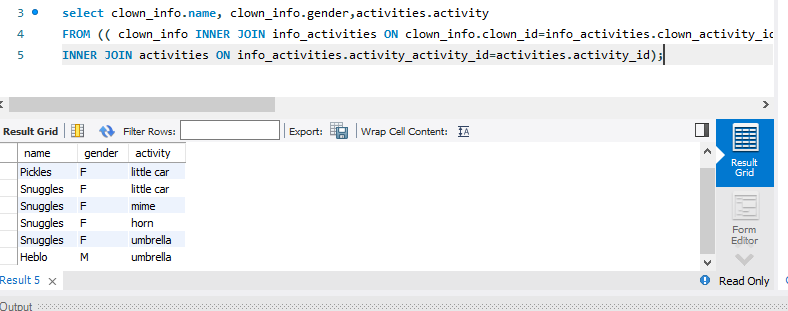 3 select clown_info.name, clown_info.gender,activities.activity
4 FROM (( clown_info INNER JOIN info_activities ON clown_info.clown_id=info_activities.clown_activity_id
5 INNER JOIN activities ON info_activities.activity_activity_id=activities.activity_id);
Result Grid Filter Rows: Export: Wrap Cell Content:
name gender activity
Pickles F little car
Snuggles F little car
Snuggles F mime
Snuggles F horn
Snuggles F umbrella
Heblo M umbrella
Result Grid
Form Editor
Result 5 Read Only
Output